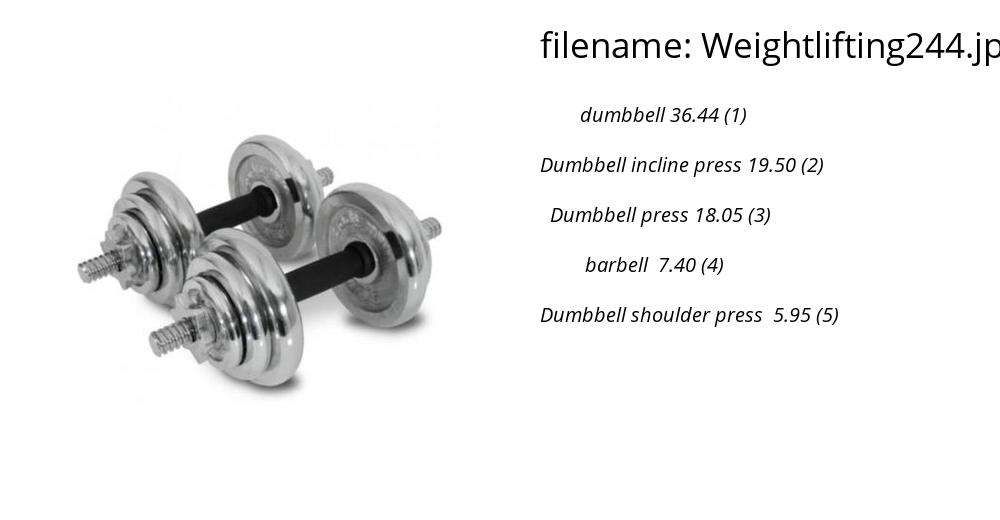 filename: Weightlifting244.jp
dumbbell 36.44 (1)
Dumbbell incline press 19.50 (2)
Dumbbell press 18.05 (3)
barbell 7.40 (4)
Dumbbell shoulder press 5.95 (5)